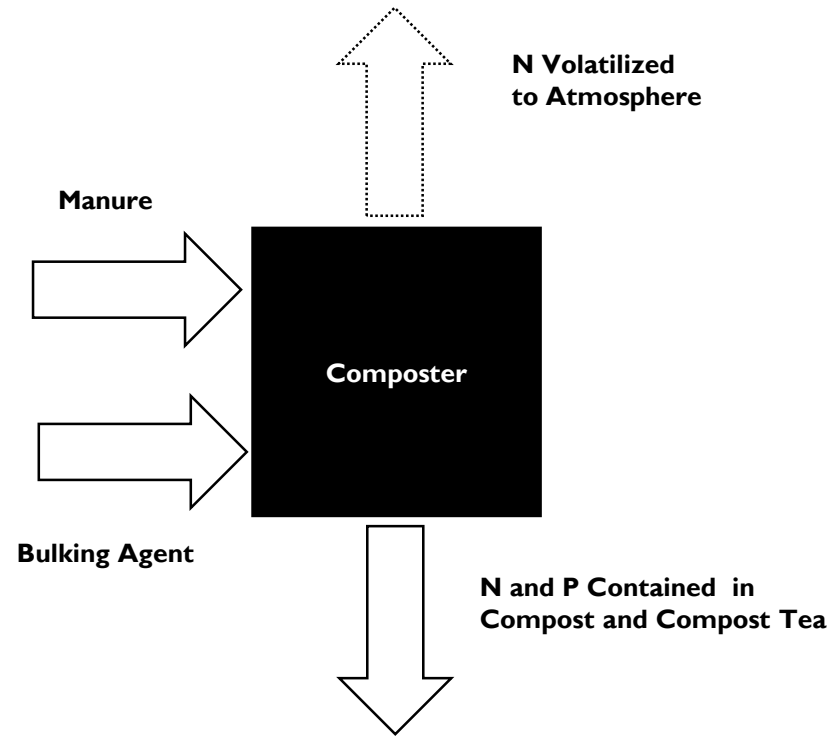 N Volatilized
to Atmosphere
Manure
Composter
Bulking Agent
N and P Contained in
Compost and Compost Tea